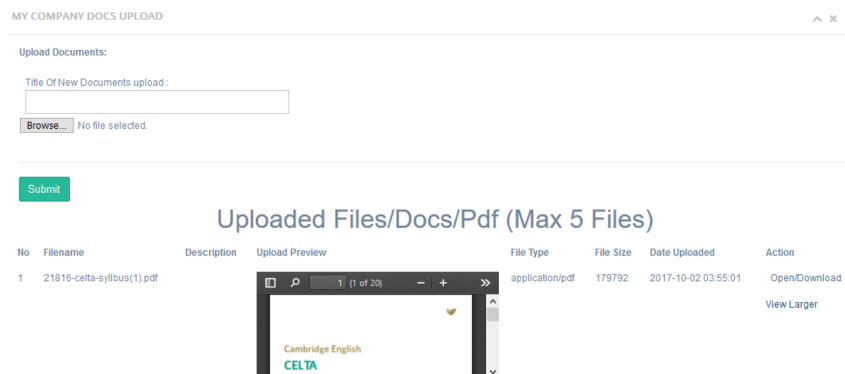 MY COMPANY DOCS UPLOAD
Upload Documents:
Title Of New Documents upload :
Browse... No file selected.
Submit
Uploaded Files/Docs/Pdf (Max 5 Files)
No Filename Description Upload Preview File Type File Size Date Uploaded Action
1 21816-celta-syllbus(1).pdf 1 (1 of 20) application/pdf 179792 2017-10-02 03:55:01 Open/Download
View Larger
Cambridge English
CELTA